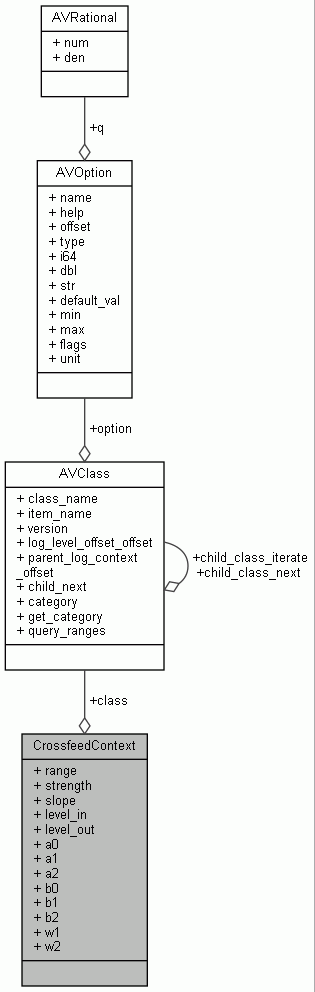 AVRational
+ num
+ den
+q
AVOption
+ name
+ help
+ offset
+ type
+ i64
+ dbl
+ str
+ default_val
+ min
+ max
+ flags
+ unit
+option
AVClass
+ class_name
+ item_name
+ version
+ log_level_offset_offset
+ parent_log_context
_offset
+ child_next
+ category
+ get_category
+ query_ranges
+child_class_iterate
+child_class_next
+class
CrossfeedContext
+ range
+ strength
+ slope
+ level_in
+ level_out
+ a0
+ a1
+ a2
+ b0
+ b1
+ b2
+ w1
+ w2